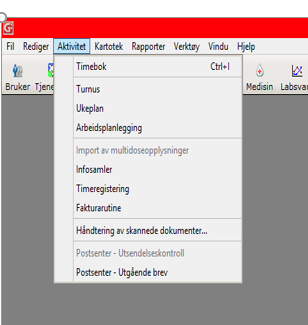 G
Fil Rediger Aktivitet Kartotek Rapporter Verktøy Vindu Hjelp
Bruker Tjene Medisin Labsva
Timebok Ctrl+I
Turnus
Ukeplan
Arbeidsplanlegging
Import av multidoseopplysninger
Infosamler
Timeregistering
Fakturarutine
Håndtering av skannede dokumenter...
Postsenter - Utsendelseskontroll
Postsenter - Utgående brev